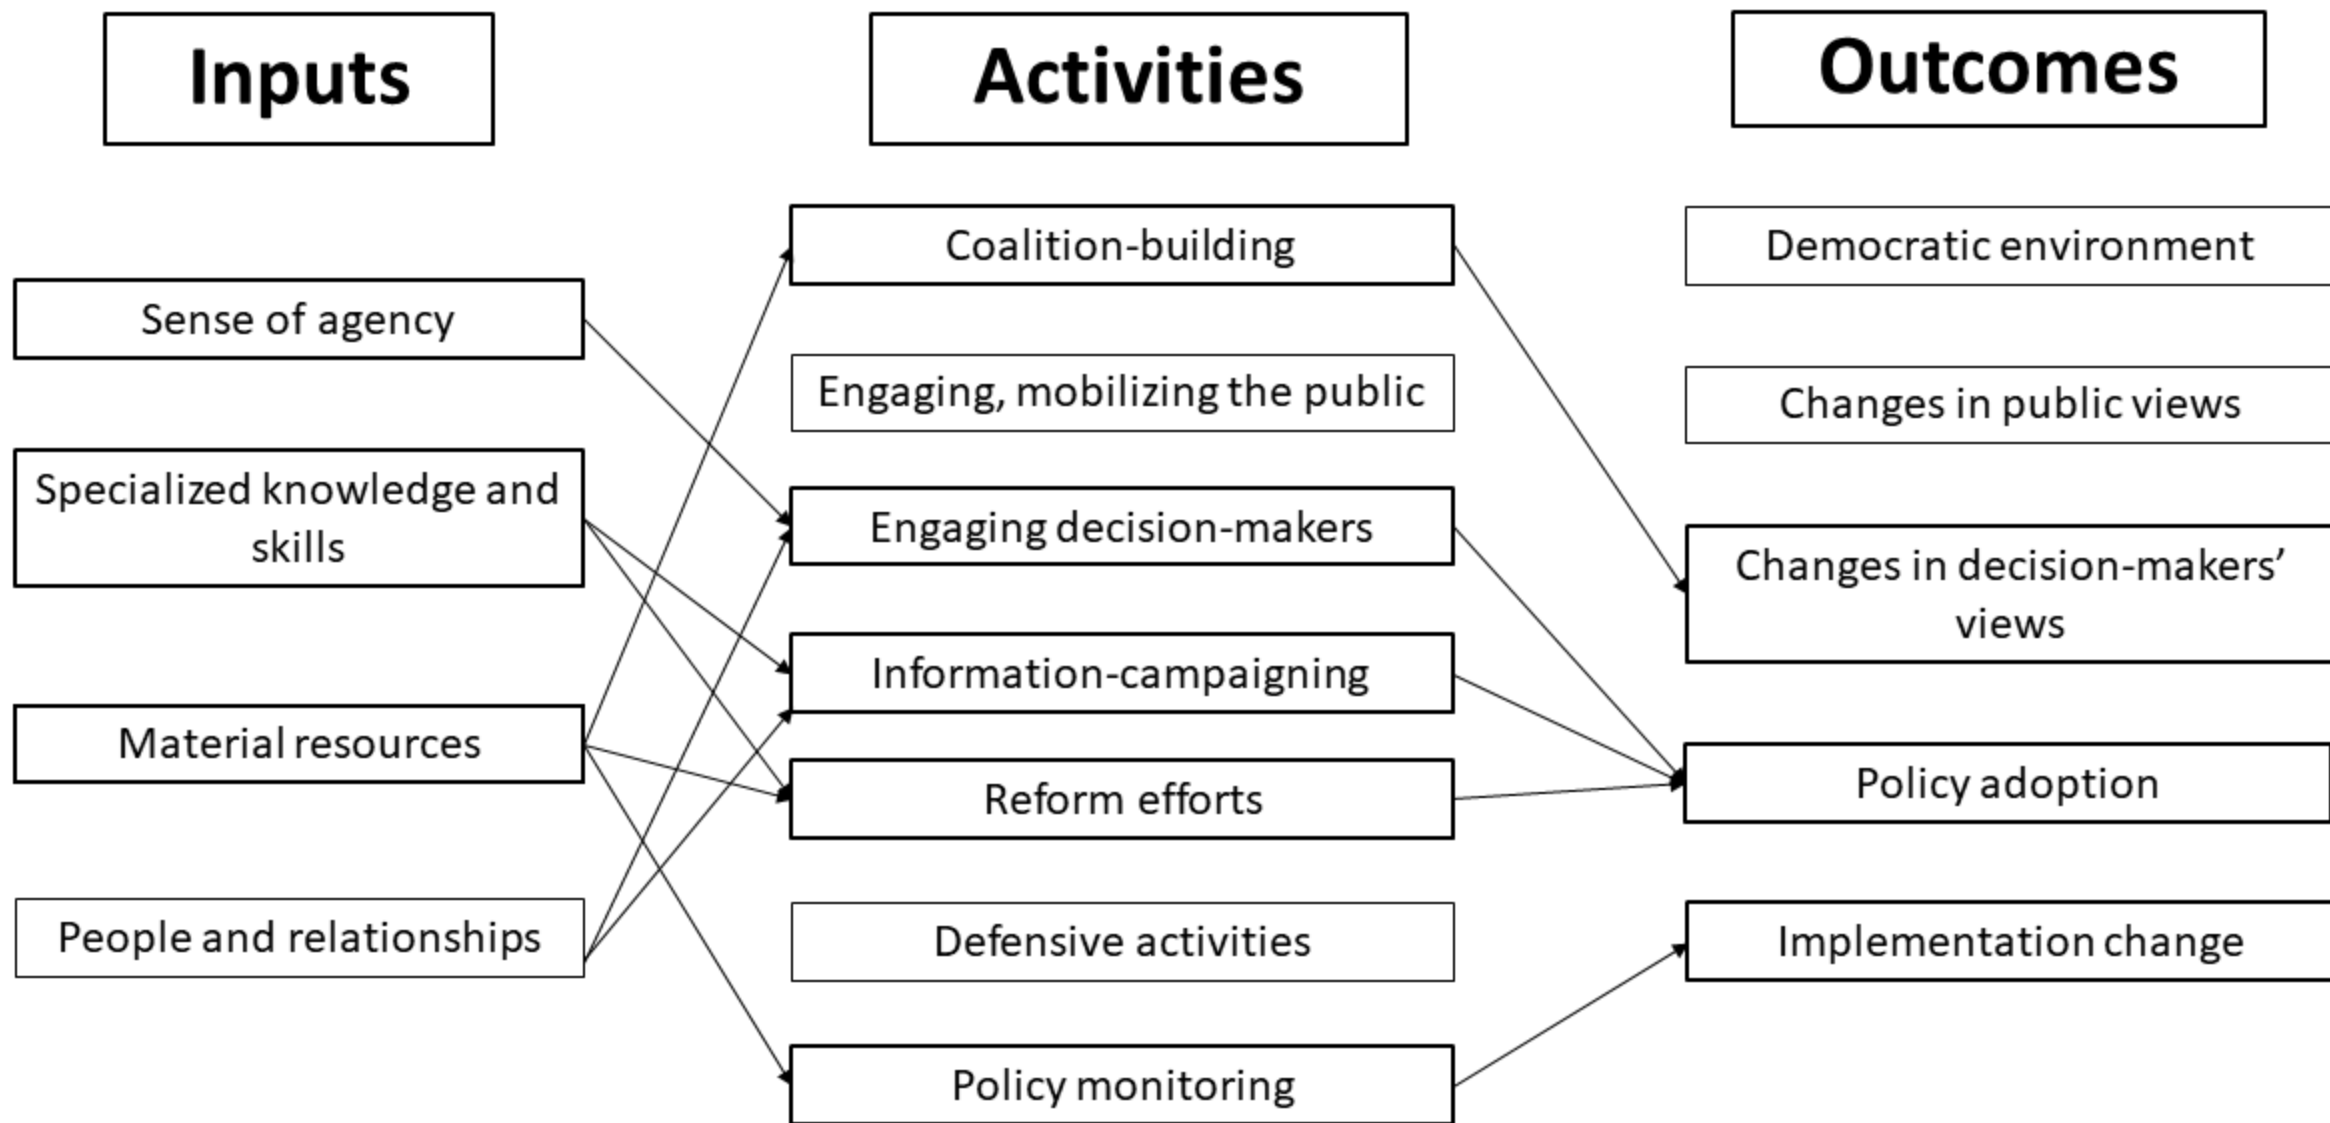 Inputs
Activities
Outcomes
Sense of agency
Specialized knowledge and
skills
Material resources
People and relationships
Coalition-building
Engaging, mobilizing the public
Engaging decision-makers
Information-campaigning
Reform efforts
Defensive activities
Policy monitoring
Democratic environment
Changes in public views
Changes in decision-makers’
views
Policy adoption
Implementation change